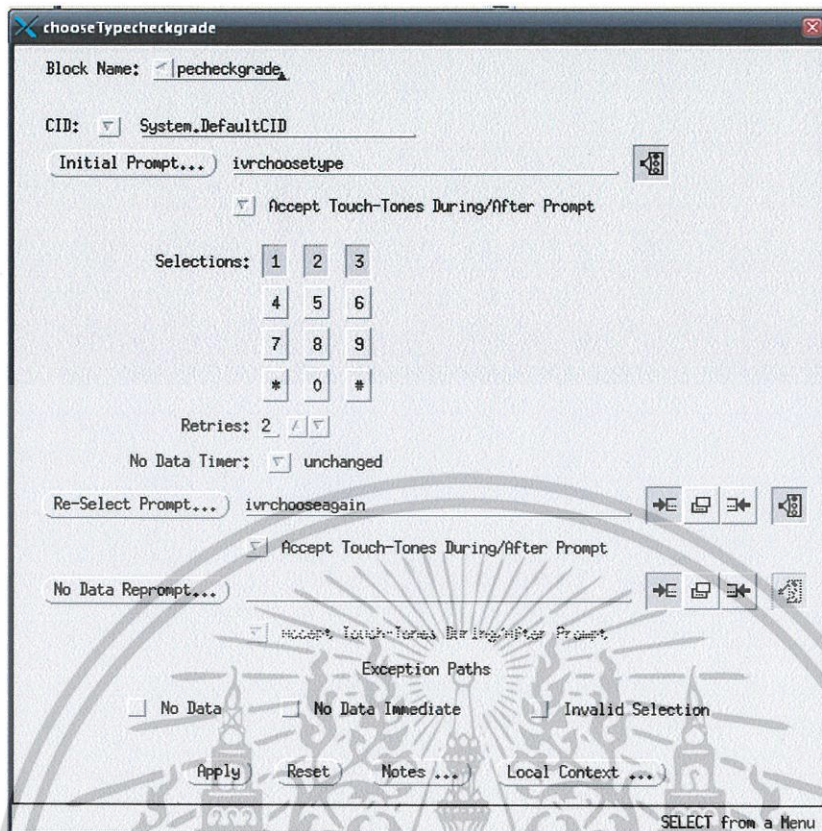 chooseTypecheckgrade
Block Name: pecheckgrade
CID: System.DefaultCID
Initial Prompt... ivrchoosetype
Accept Touch-Tones During/After Prompt
Selections: 1 2 3
4 5 6
7 8 9
* 0 #
Retries: 2
No Data Timer: unchanged
Re-Select Prompt... ivrchooseagain
Accept Touch-Tones During/After Prompt
No Data Reprompt...
Accept Touch-Tones During/After Prompt
Exception Paths
No Data No Data Immediate Invalid Selection
Apply Reset Notes ... Local Context ...
SELECT from a Menu